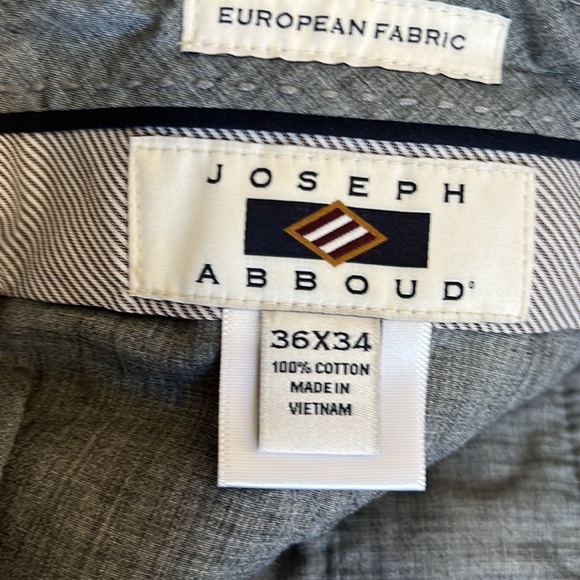 EUROPEAN FABRIC
JOSEPH
ABBOUD
36X34
100% COTTON
MADE IN
VIETNAM